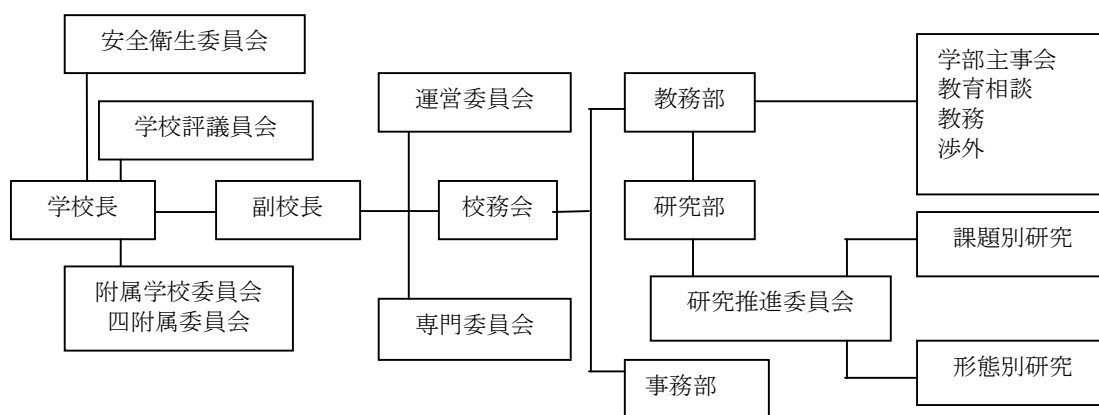 安全衛生委員会
学校評議員会
学校長
附属学校委員会
四附属委員会
副校長
運営委員会
校務会
専門委員会
教務部
研究部
研究推進委員会
事務部
学部主事会
教育相談
教務
渉外
課題別研究
形態別研究